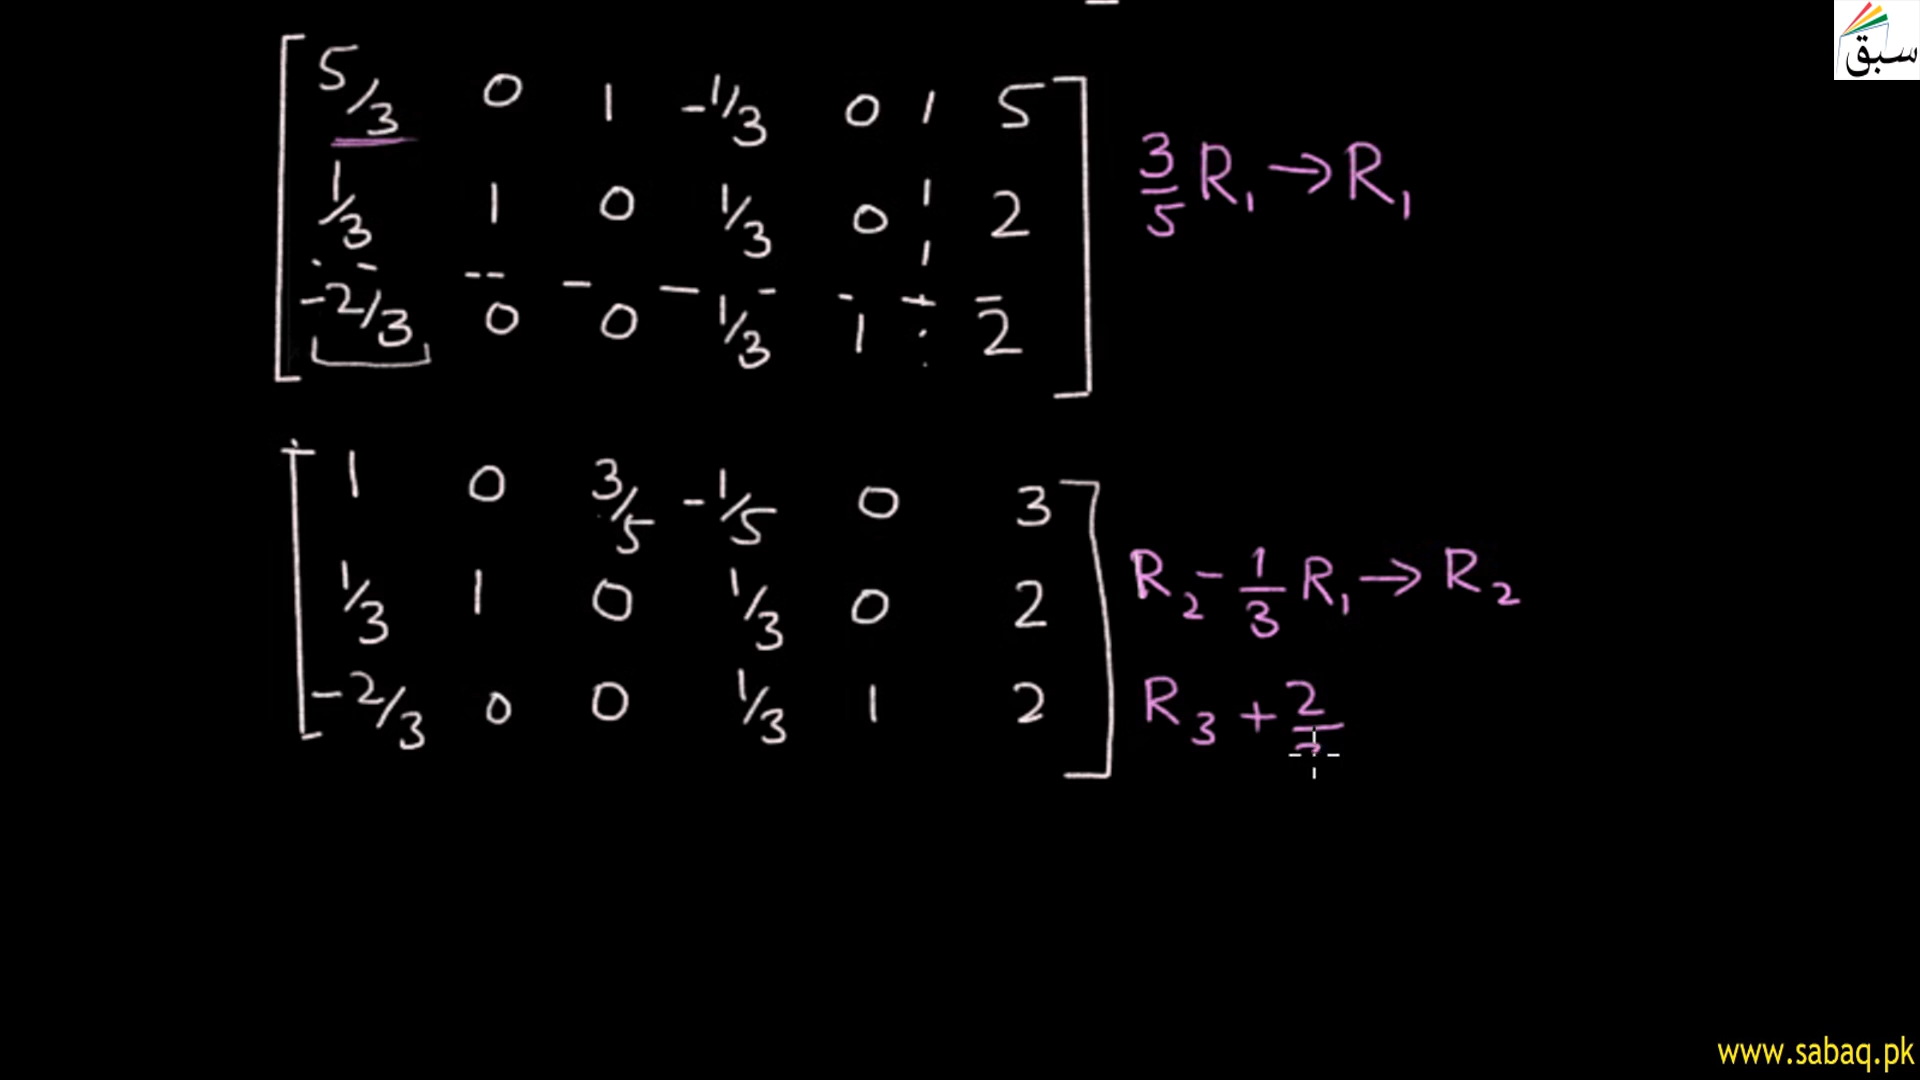 سبق
5/3 0 1 -1/3 0 | 5 3/5 R₁ → R₁
1/3 1 0 1/3 0 | 2
-2/3 0 0 1/3 1 | 2
1 0 3/5 -1/5 0 3
1/3 1 0 1/3 0 2 R₂ - 1/3 R₁ → R₂
-2/3 0 0 1/3 1 2 R₃ + 2/
www.sabaq.pk